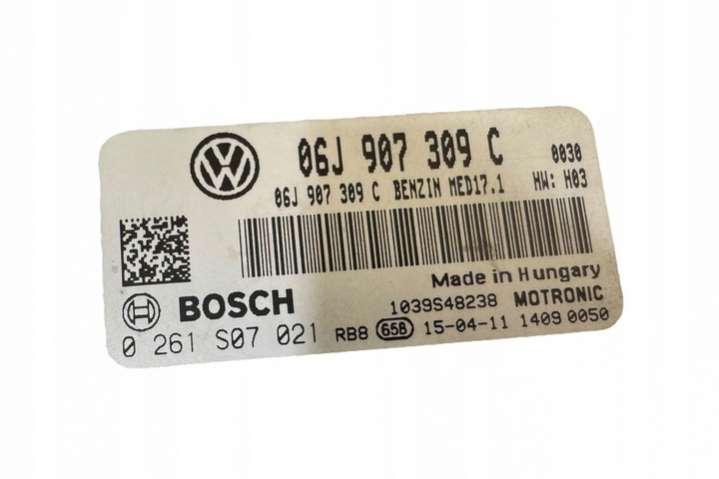 06J 907 309 C 0030
06J 907 309 C BENZIN MED17.1 HW: H03
Made in Hungary
BOSCH 1039S48238 MOTRONIC
0 261 S07 021 RB8 658 15-04-11 1409 0050